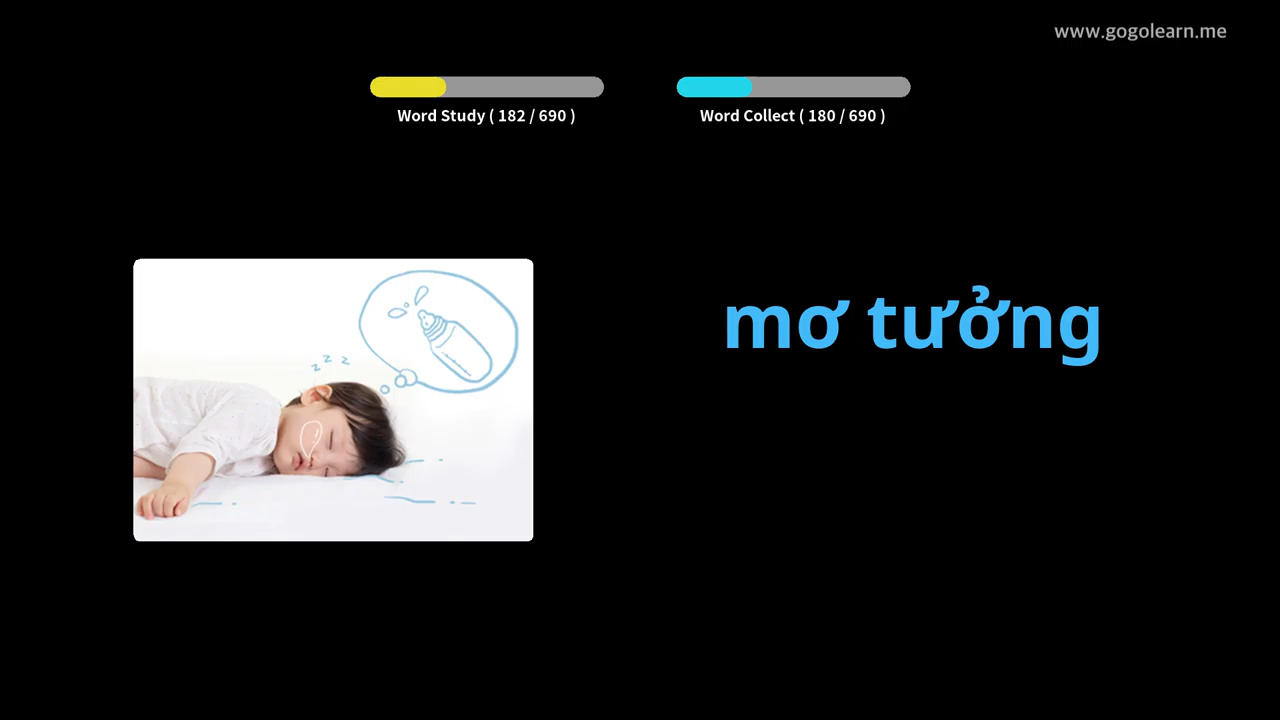 www.gogolearn.me
Word Study ( 182 / 690 )
Word Collect ( 180 / 690 )
z z z
mơ tưởng